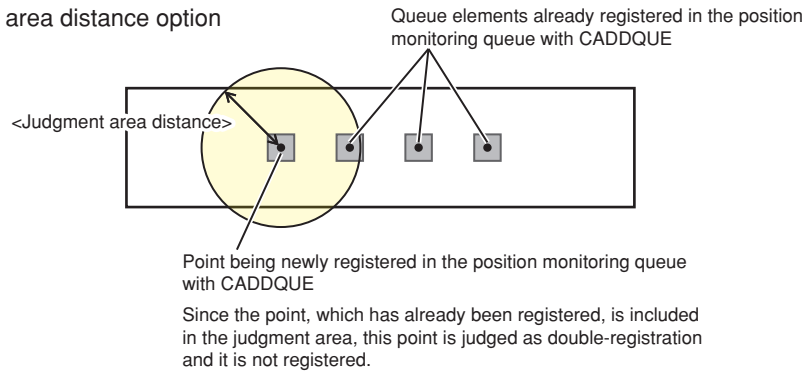 area distance option
Queue elements already registered in the position
monitoring queue with CADDQUE
<Judgment area distance>
Point being newly registered in the position monitoring queue
with CADDQUE
Since the point, which has already been registered, is included
in the judgment area, this point is judged as double-registration
and it is not registered.